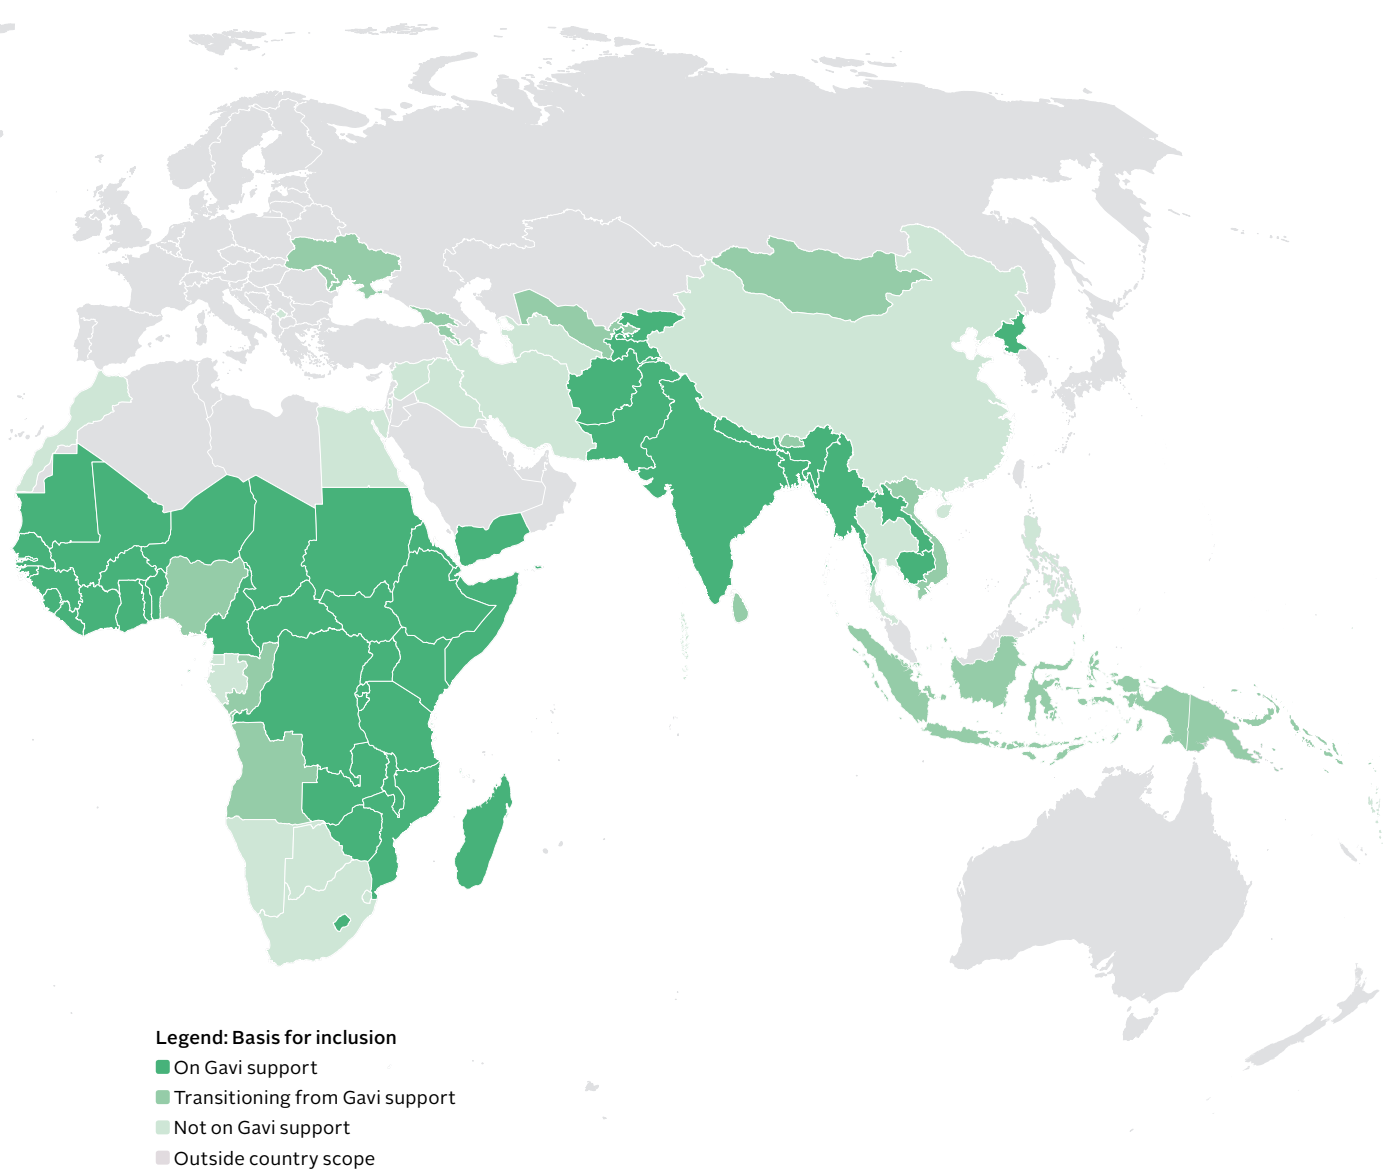 Legend: Basis for inclusion
On Gavi support
Transitioning from Gavi support
Not on Gavi support
Outside country scope